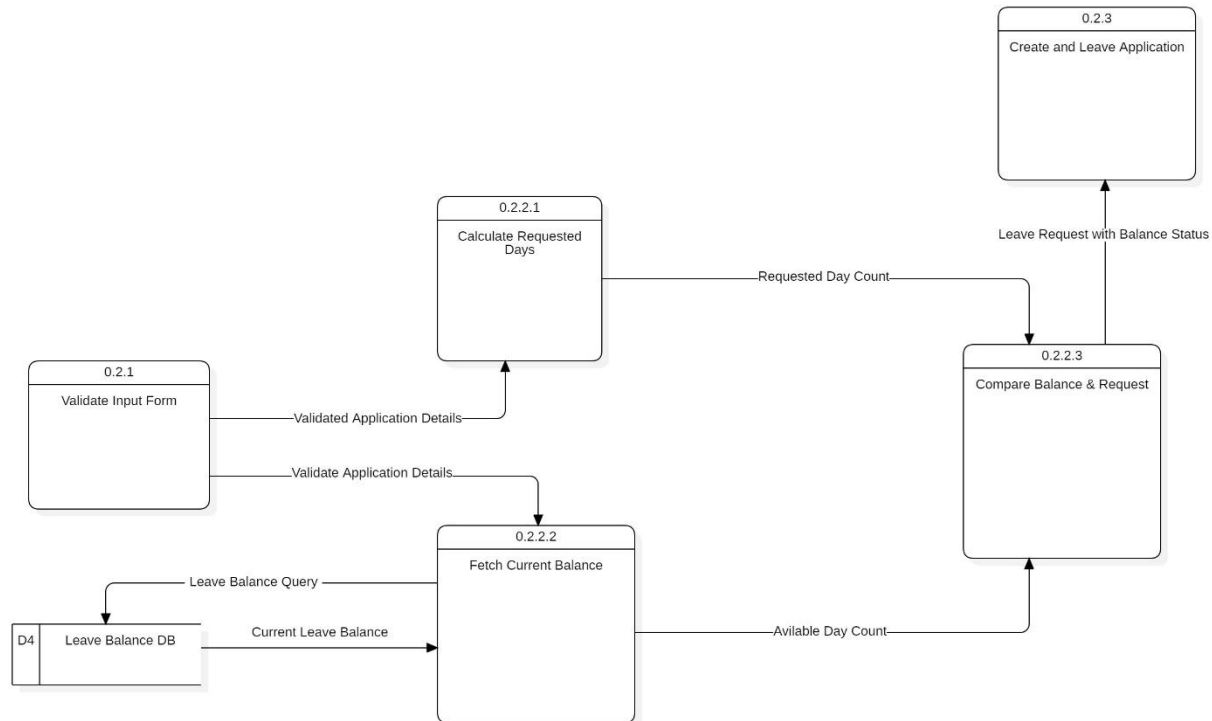 0.2.3
Create and Leave Application
0.2.2.1
Calculate Requested
Days
Leave Request with Balance Status
Requested Day Count
0.2.2.3
Compare Balance & Request
0.2.1
Validate Input Form
Validated Application Details
Validate Application Details
0.2.2.2
Fetch Current Balance
Leave Balance Query
D4
Leave Balance DB
Current Leave Balance
Avilable Day Count